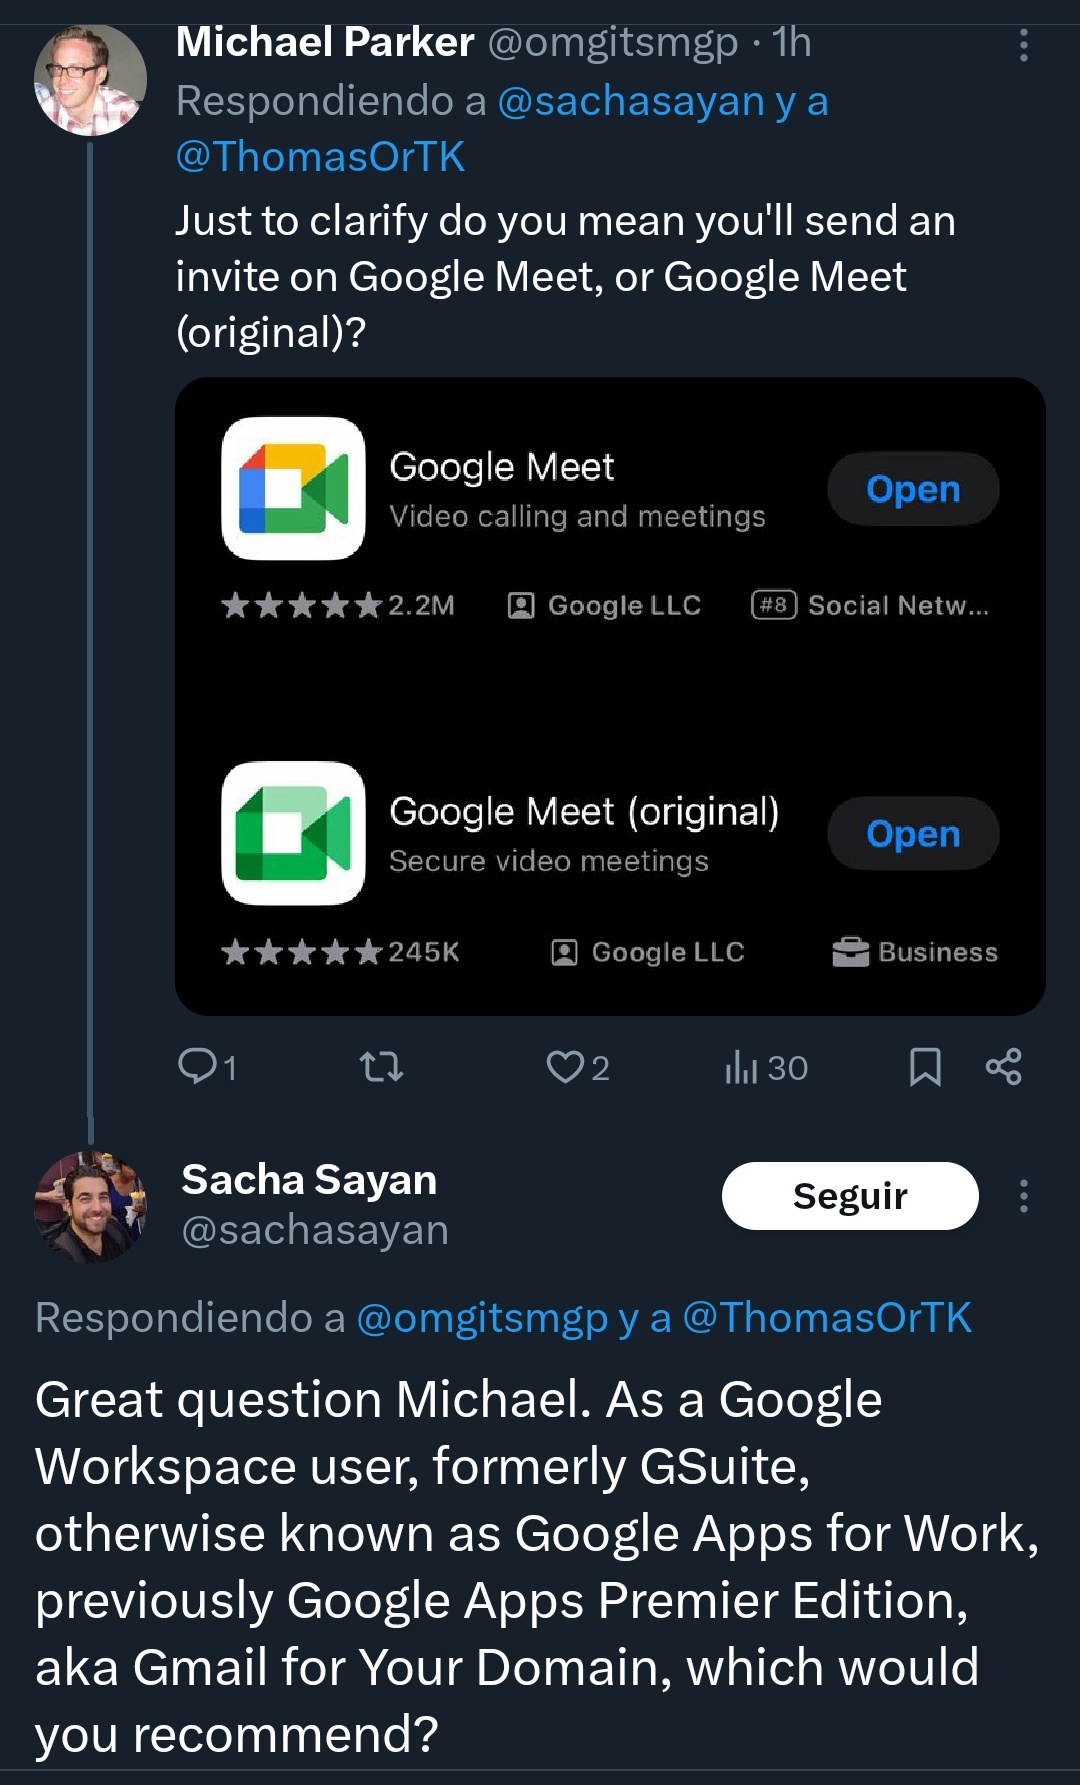 Michael Parker @omgitsmgp · 1h
Respondiendo a @sachasayan y a
@ThomasOrTK
Just to clarify do you mean you'll send an
invite on Google Meet, or Google Meet
(original)?
Google Meet
Video calling and meetings
Open
2.2M Google LLC #8 Social Netw...
Google Meet (original)
Secure video meetings
Open
245K Google LLC Business
1 2 30
Sacha Sayan
@sachasayan
Seguir
Respondiendo a @omgitsmgp y a @ThomasOrTK
Great question Michael. As a Google
Workspace user, formerly GSuite,
otherwise known as Google Apps for Work,
previously Google Apps Premier Edition,
aka Gmail for Your Domain, which would
you recommend?